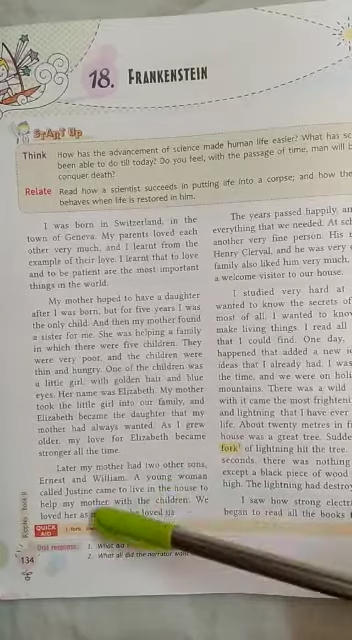 18. FRANKENSTEIN
START UP
Think How has the advancement of science made human life easier? What has
been able to do till today? Do you feel, with the passage of time, man will
conquer death?
Relate Read how a scientist succeeds in putting life into a corpse; and how the
behaves when life is restored in him.
I was born in Switzerland, in the
town of Geneva. My parents loved each
other very much, and I learnt from the
example of their love. I learnt that to love
and to be patient are the most important
things in the world.
My mother hoped to have a daughter
after I was born, but for five years I was
the only child. And then my mother found
a sister for me. She was helping a family
in which there were five children. They
were very poor, and the children were
thin and hungry. One of the children was
a little girl, with golden hair and blue
eyes. Her name was Elizabeth. My mother
took the little girl into our family, and
Elizabeth became the daughter that my
mother had always wanted. As I grew
older, my love for Elizabeth became
stronger all the time.
Later my mother had two other sons,
Ernest and William. A young woman
called Justine came to live in the house to
help my mother with the children. We
loved her as loved us
The years passed happily, an
everything that we needed. At sch
another very fine person. His
Henry Clerval, and he was very
family also liked him very much,
a welcome visitor to our house.
I studied very hard at
wanted to know the secrets of
most of all, I wanted to know
make living things. I read all
that I could find. One day,
happened that added a new
ideas that I already had. I was
the time, and we were on holi
mountains. There was a wild
with it came the most frighteni
and lightning that I have ever
life. About twenty metres in f
house was a great tree. Sudde
fork¹ of lightning hit the tree.
seconds, there was nothing
except a black piece of wood
high. The lightning had destroy
I saw how strong electri
began to read all the books
QUICK
AID
1. fork
Oral response: 1. What did
2. What all did the narrator want
134